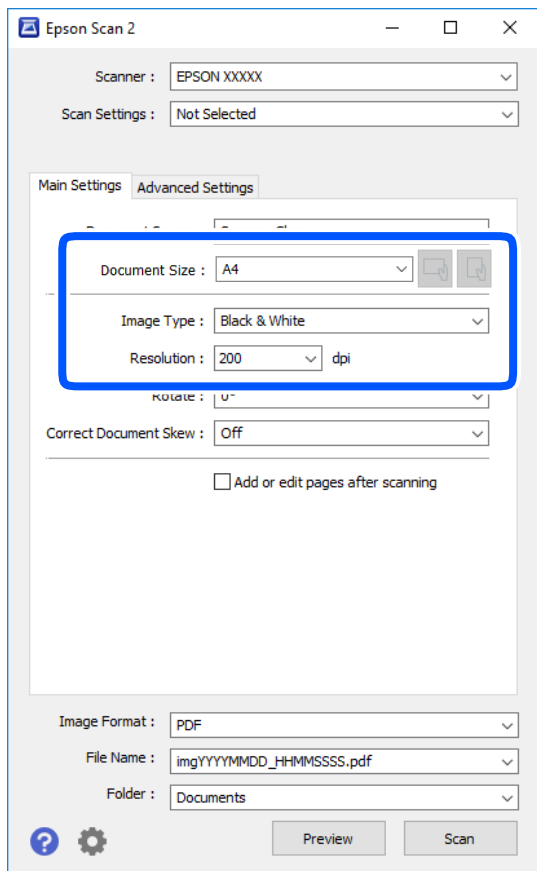 Epson Scan 2
Scanner : EPSON XXXXX
Scan Settings : Not Selected
Main Settings Advanced Settings
Document Size : A4
Image Type : Black & White
Resolution : 200 dpi
Rotate : 0°
Correct Document Skew : Off
Add or edit pages after scanning
Image Format : PDF
File Name : imgYYYYMMDD_HHMMSSSS.pdf
Folder : Documents
? Preview Scan